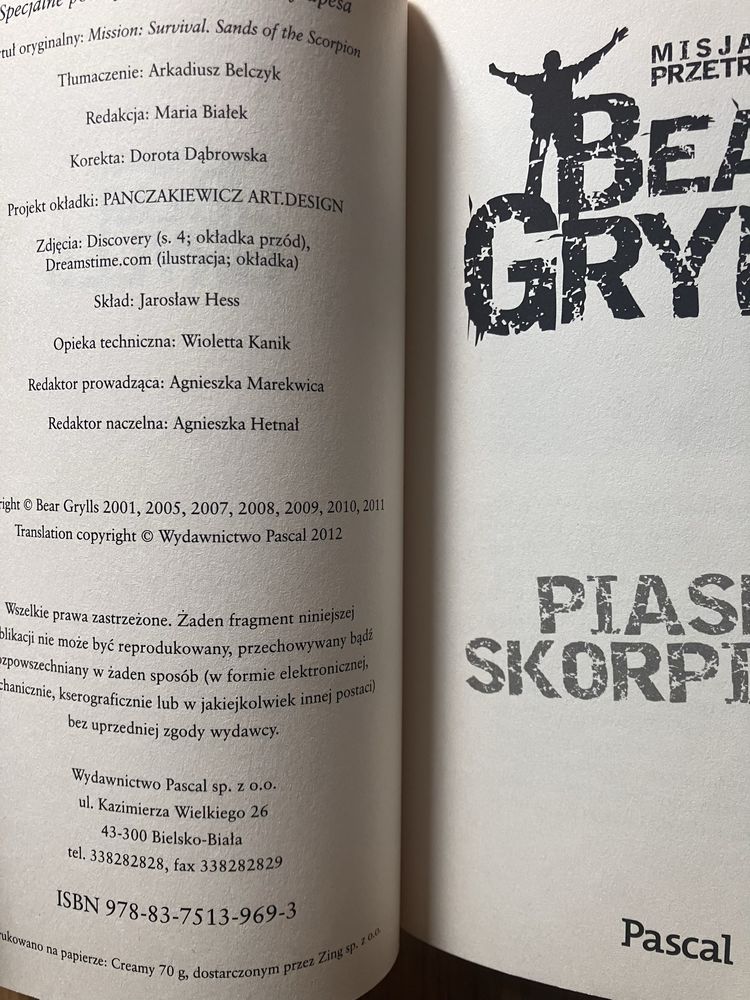 Specjalne
tuł oryginalny: Mission: Survival. Sands of the Scorpion
Tłumaczenie: Arkadiusz Belczyk
Redakcja: Maria Białek
Korekta: Dorota Dąbrowska
Projekt okładki: PANCZAKIEWICZ ART.DESIGN
Zdjęcia: Discovery (s. 4; okładka przód),
Dreamstime.com (ilustracja; okładka)
Skład: Jarosław Hess
Opieka techniczna: Wioletta Kanik
Redaktor prowadząca: Agnieszka Marekwica
Redaktor naczelna: Agnieszka Hetnał
right © Bear Grylls 2001, 2005, 2007, 2008, 2009, 2010, 2011
Translation copyright © Wydawnictwo Pascal 2012
Wszelkie prawa zastrzeżone. Żaden fragment niniejszej
blikacji nie może być reprodukowany, przechowywany bądź
ozpowszechniany w żaden sposób (w formie elektronicznej,
chanicznie, kserograficznie lub w jakiejkolwiek innej postaci)
bez uprzedniej zgody wydawcy.
Wydawnictwo Pascal sp. z o.o.
ul. Kazimierza Wielkiego 26
43-300 Bielsko-Biała
tel. 338282828, fax 338282829
ISBN 978-83-7513-969-3
rukowano na papierze: Creamy 70 g, dostarczonym przez Zing sp. z o.o.
MISJA
PRZETR
BEA
GRYL
PIAS
SKORPI
Pascal